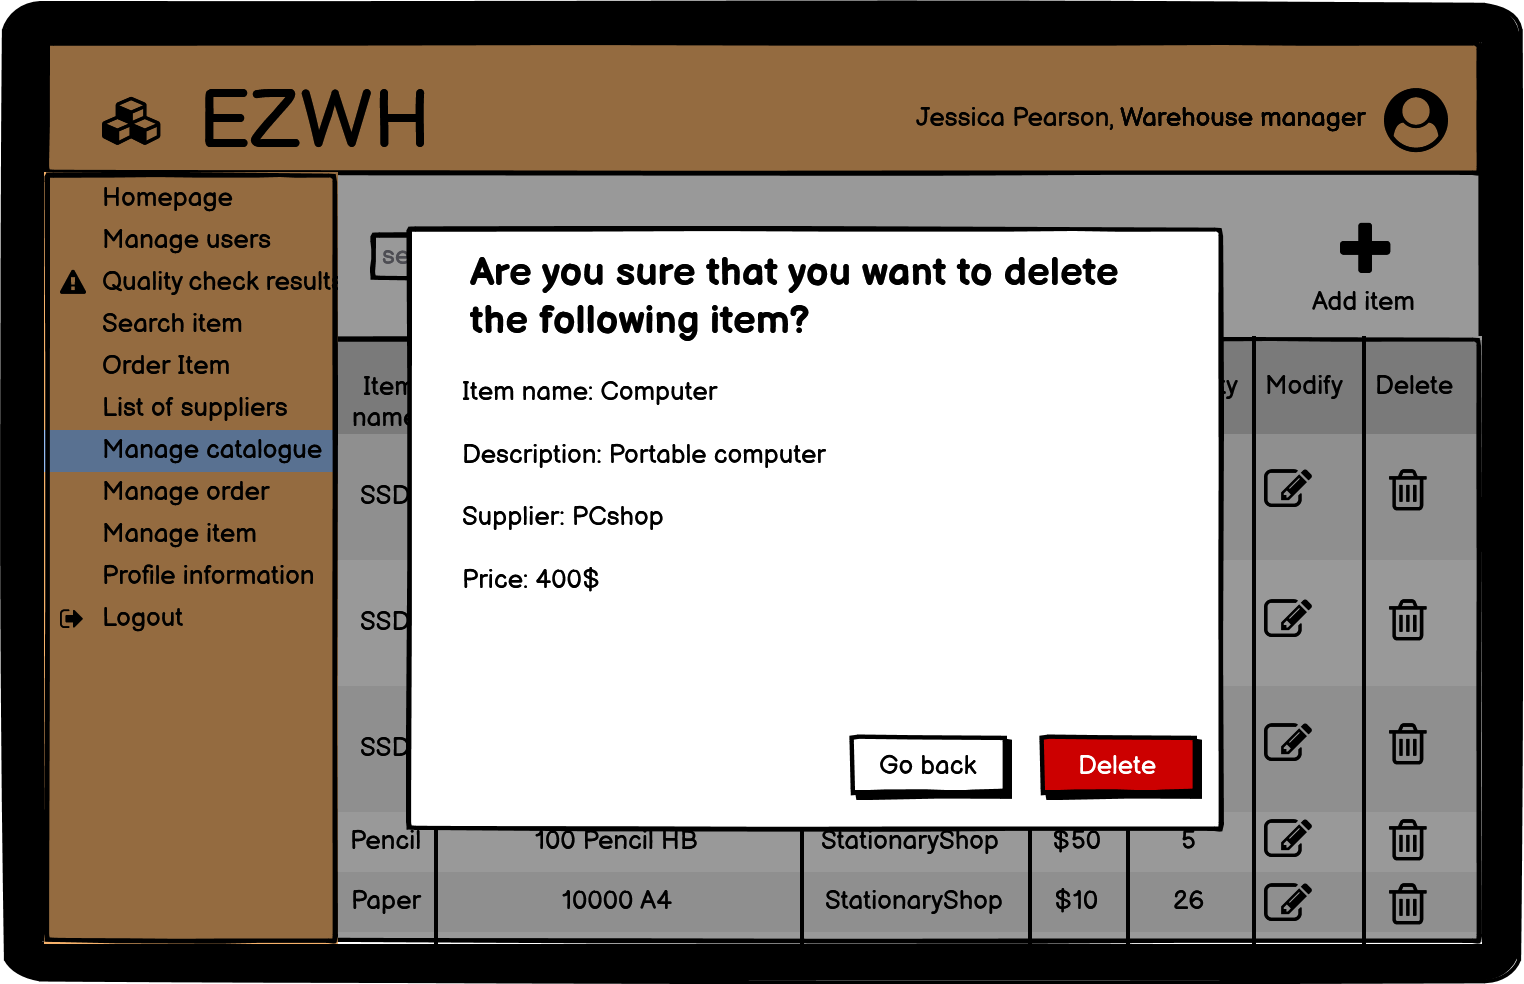 EZWH
Jessica Pearson, Warehouse manager
Homepage
Manage users
Quality check results
Search item
Order Item
List of suppliers
Manage catalogue
Manage order
Manage item
Profile information
Logout
Add item
Item
name
Modify
Delete
SSD
SSD
SSD
Are you sure that you want to delete
the following item?
Item name: Computer
Description: Portable computer
Supplier: PCshop
Price: 400$
Go back
Delete
Pencil 100 Pencil HB StationaryShop $50 5
Paper 10000 A4 StationaryShop $10 26